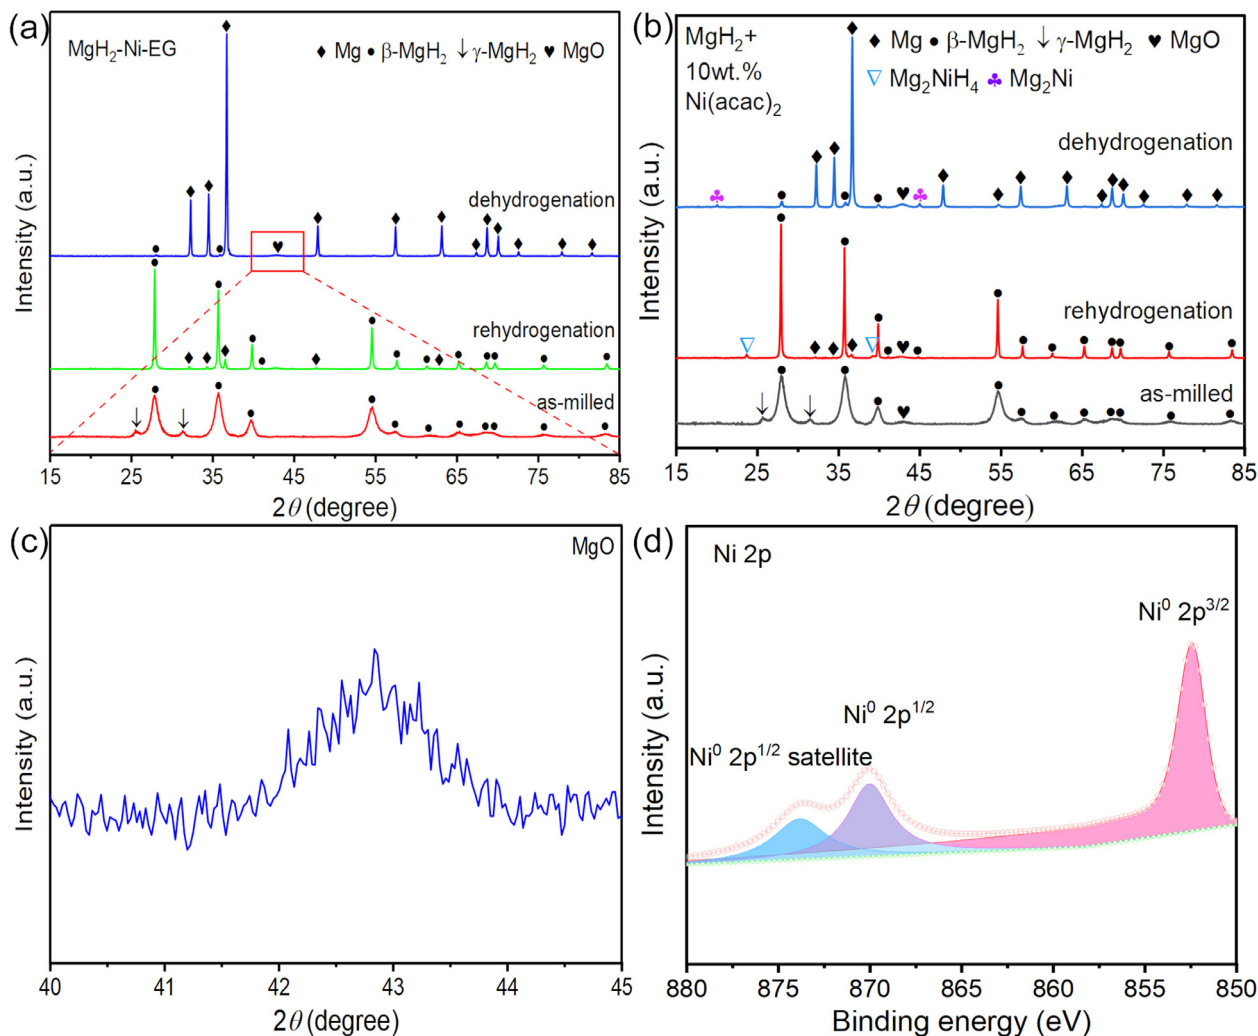 (a)
MgH₂-Ni-EG
♦ Mg ● β-MgH₂ ↓ γ-MgH₂ ♥ MgO
dehydrogenation
rehydrogenation
as-milled
Intensity (a.u.)
15 25 35 45 55 65 75 85
2θ (degree)
(b)
MgH₂+
10wt.%
Ni(acac)₂
♦ Mg ● β-MgH₂ ↓ γ-MgH₂ ♥ MgO
▽ Mg₂NiH₄ ♣ Mg₂Ni
dehydrogenation
rehydrogenation
as-milled
Intensity (a.u.)
15 25 35 45 55 65 75 85
2θ (degree)
(c)
MgO
Intensity (a.u.)
40 41 42 43 44 45
2θ (degree)
(d)
Ni 2p
Ni⁰ 2p³/²
Ni⁰ 2p¹/²
Ni⁰ 2p¹/² satellite
Intensity (a.u.)
880 875 870 865 860 855 850
Binding energy (eV)